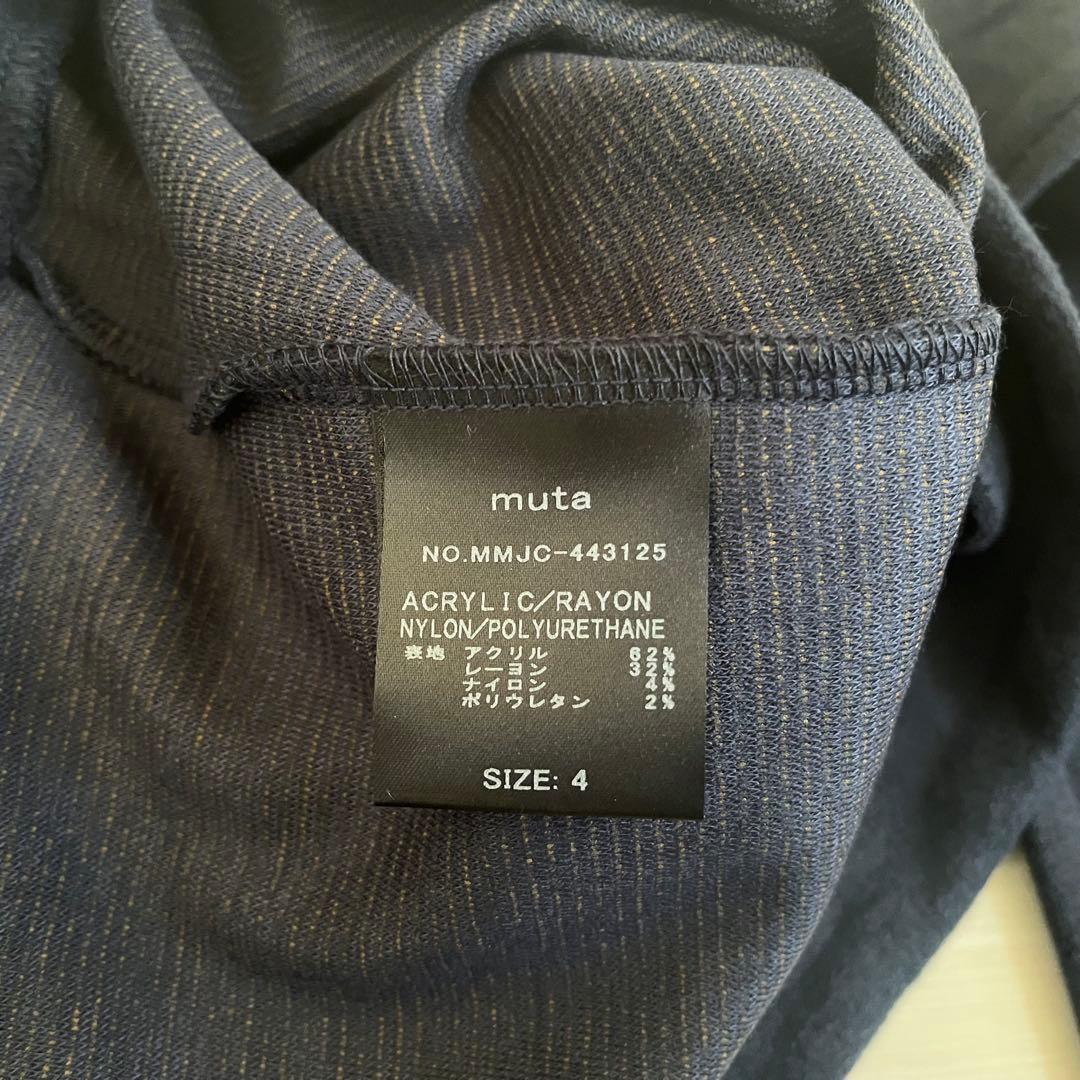 muta
NO.MMJC-443125
ACRYLIC/RAYON
NYLON/POLYURETHANE
表地 アクリル 62%
レーヨン 32%
ナイロン 4%
ポリウレタン 2%
SIZE: 4